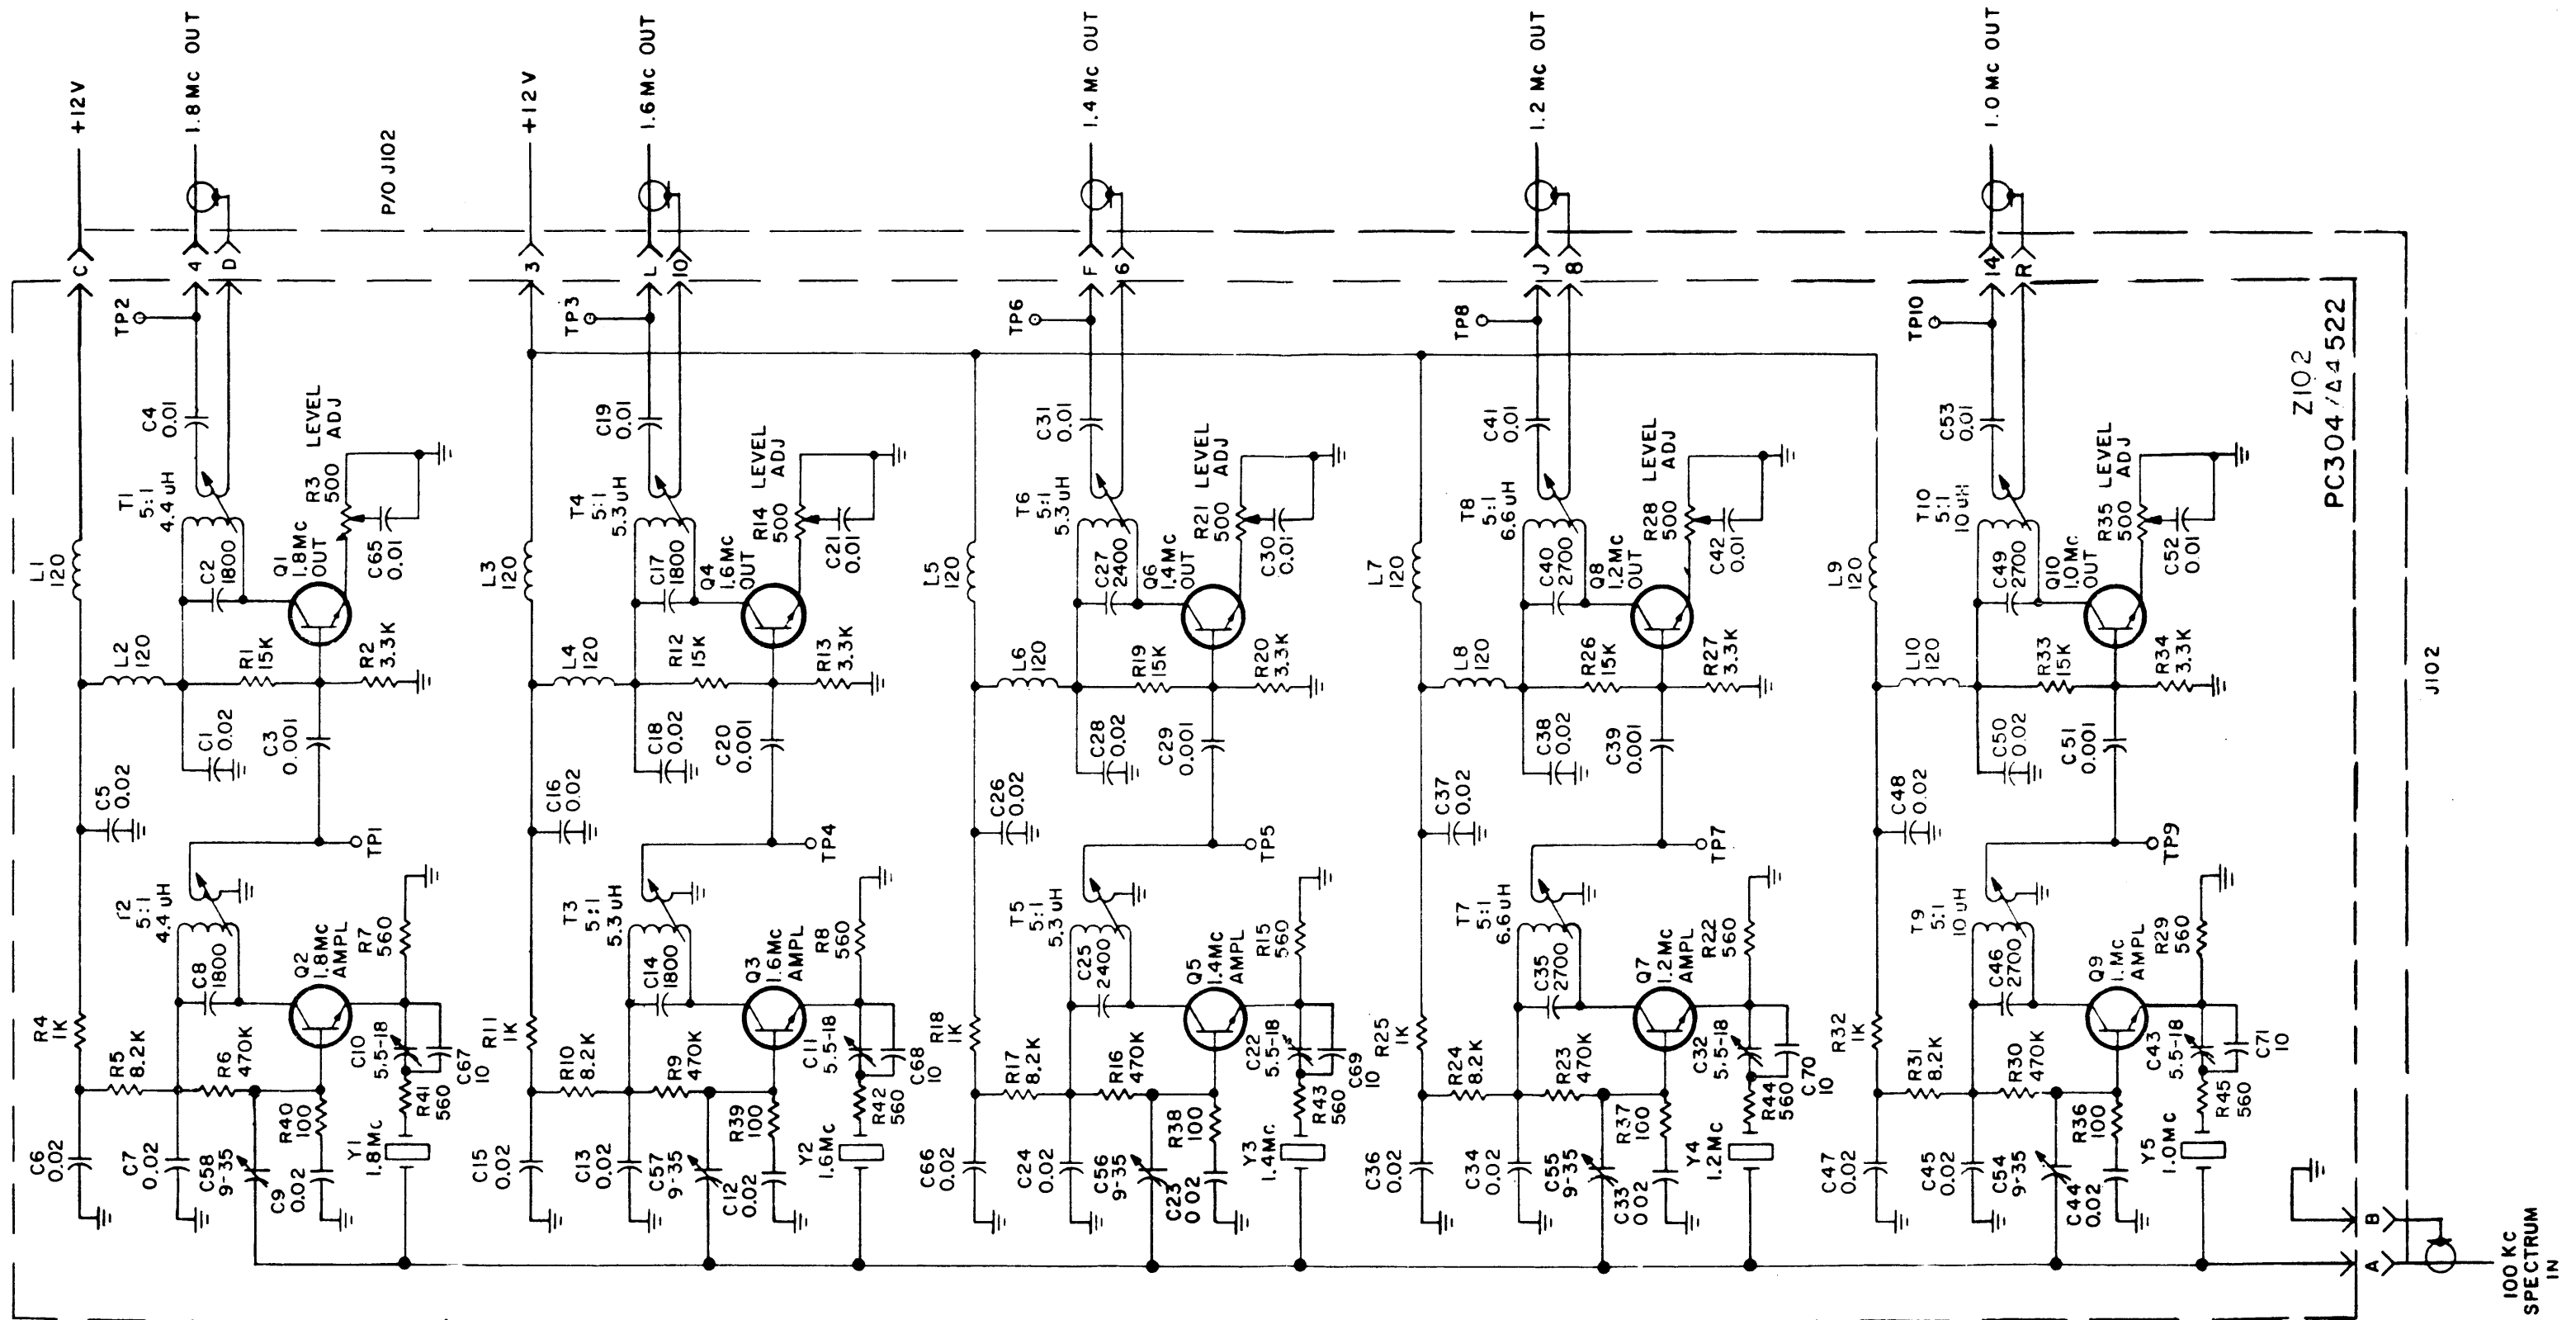 +12V
1.8MC OUT
P/O J102
+12V
1.6MC OUT
1.4MC OUT
1.2MC OUT
1.0MC OUT
C
4
D
3
L
10
F
6
J
8
14
R
L1
120
TP2
C4
0.01
T1
5:1
4.4uH
R3
500
LEVEL
ADJ
C2
1800
Q1
1.8MC
OUT
C65
0.01
L2
120
R1
15K
R2
3.3K
C1
0.02
C3
0.001
C5
0.02
TP1
T2
5:1
4.4uH
R7
560
C8
1800
Q2
1.8MC
AMPL
R4
1K
R5
8.2K
R6
470K
C10
5.5-18
C67
10
R41
560
R40
100
C6
0.02
C7
0.02
C58
9-35
C9
0.02
Y1
1.8MC
L3
120
TP3
C19
0.01
T4
5:1
5.3uH
R14
500
LEVEL
ADJ
C17
1800
Q4
1.6MC
OUT
C21
0.01
L4
120
R12
15K
R13
3.3K
C18
0.02
C20
0.001
C16
0.02
TP4
T3
5:1
5.3uH
R8
560
C14
1800
Q3
1.6MC
AMPL
R11
1K
R10
8.2K
R9
470K
C11
5.5-18
C68
10
R42
560
R39
100
C15
0.02
C13
0.02
C57
9-35
C12
0.02
Y2
1.6MC
L5
120
TP6
C31
0.01
T6
5:1
5.3uH
R21
500
LEVEL
ADJ
C27
2400
Q6
1.4MC
OUT
C30
0.01
L6
120
R19
15K
R20
3.3K
C28
0.02
C29
0.001
C26
0.02
TP5
T5
5:1
5.3uH
R15
560
C25
2400
Q5
1.4MC
AMPL
R18
1K
R17
8.2K
R16
470K
C22
5.5-18
C69
10
R43
560
R38
100
C66
0.02
C24
0.02
C56
9-35
C23
0 02
Y3
1.4MC
L7
120
TP8
C41
0.01
T8
5:1
6.6uH
R28
500
LEVEL
ADJ
C40
2700
Q8
1.2MC
OUT
C42
0.01
L8
120
R26
15K
R27
3.3K
C38
0.02
C39
0.001
C37
0.02
TP7
T7
5:1
6.6uH
R22
560
C35
2700
Q7
1.2MC
AMPL
R25
1K
R24
8.2K
R23
470K
C32
5.5-18
C70
10
R44
560
R37
100
C36
0.02
C34
0.02
C55
9-35
C33
0 02
Y4
1.2MC
L9
120
TP10
C53
0.01
T10
5:1
10uH
R35
500
LEVEL
ADJ
C49
2700
Q10
1.0MC
OUT
C52
0.01
L10
120
R33
15K
R34
3.3K
C50
0.02
C51
0.001
C48
0.02
TP9
T9
5:1
10uH
R29
560
C46
2700
Q9
1.MC
AMPL
R32
1K
R31
8.2K
R30
470K
C43
5.5-18
C71
10
R45
560
R36
100
C47
0.02
C45
0.02
C54
9-35
C44
0.02
Y5
1.0MC
Z102
PC304/A4522
J102
B
A
100 KC
SPECTRUM
IN